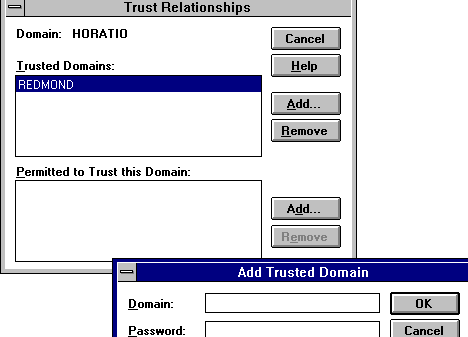 Trust Relationships
Domain: HORATIO
Cancel
Trusted Domains:
Help
REDMOND
Add...
Remove
Permitted to Trust this Domain:
Add...
Remove
Add Trusted Domain
Domain:
OK
Password:
Cancel